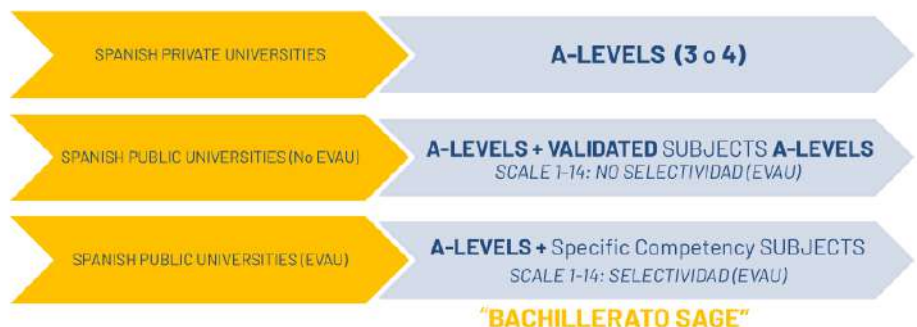 SPANISH PRIVATE UNIVERSITIES
A-LEVELS (3 o 4)
SPANISH PUBLIC UNIVERSITIES (No EVAU)
A-LEVELS + VALIDATED SUBJECTS A-LEVELS
SCALE 1-14: NO SELECTIVIDAD (EVAU)
SPANISH PUBLIC UNIVERSITIES (EVAU)
A-LEVELS + Specific Competency SUBJECTS
SCALE 1-14: SELECTIVIDAD (EVAU)
"BACHILLERATO SAGE"